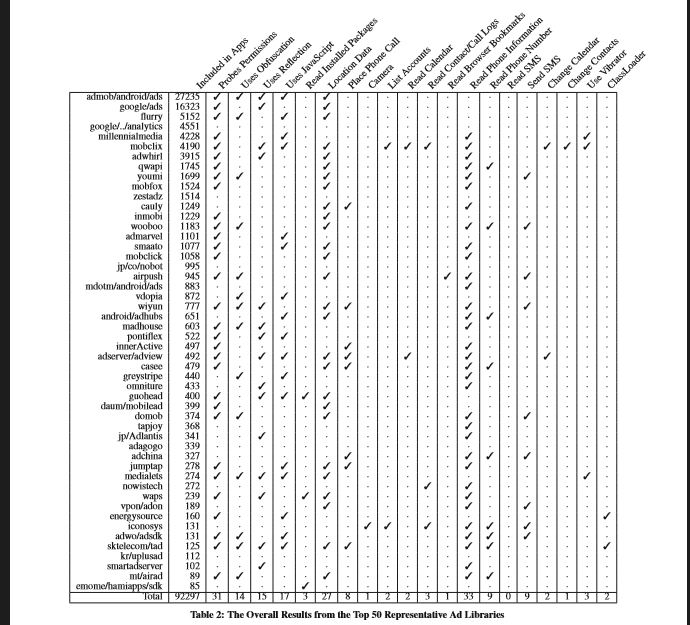 Included in Apps
Probes Permissions
Uses Obfuscation
Uses Reflection
Uses JavaScript
Read Installed Packages
Location Data
Place Phone Call
Camera
List Accounts
Read Calendar
Read Contact/Call Logs
Read Browser Bookmarks
Read Phone Information
Read Phone Number
Read SMS
Send SMS
Change Calendar
Change Contacts
Use Vibrator
ClassLoader
admob/android/ads 27235 ✓ ✓ ✓ ✓ . ✓ . . . . . . . . . . . . . .
google/ads 16323 ✓ . ✓ . . ✓ . . . . . . . . . . . . . .
flurry 5152 ✓ ✓ . ✓ . ✓ . . . . . . . . . . . . . .
google/../analytics 4551 . . . . . . . . . . . . . . . . . . . .
millennialmedia 4228 ✓ . . ✓ . . . . . . . . ✓ . . . . . ✓ .
mobclix 4190 ✓ . ✓ ✓ . ✓ . . ✓ ✓ ✓ . ✓ . . . ✓ ✓ ✓ .
adwhirl 3915 ✓ . ✓ . . ✓ . . . . . . ✓ . . . . . . .
qwapi 1745 ✓ . . . . ✓ . . . . . . ✓ ✓ . . . . . .
youmi 1699 ✓ ✓ . . . ✓ . . . . . . ✓ . . ✓ . . . .
mobfox 1524 ✓ . . . . ✓ . . . . . . ✓ . . . . . . .
zestadz 1514 . . . . . . . . . . . . . . . . . . . .
cauly 1249 . . . . . ✓ ✓ . . . . . ✓ . . . . . . .
inmobi 1229 ✓ . . . . ✓ . . . . . . . . . . . . . .
wooboo 1183 ✓ ✓ . . . ✓ . . . . . . ✓ ✓ . ✓ . . . .
admarvel 1101 ✓ . . ✓ . . . . . . . . . . . . . . . .
smaato 1077 ✓ . . ✓ . ✓ . . . . . . ✓ . . . . . . .
mobclick 1058 ✓ . . . . ✓ . . . . . . ✓ . . . . . . .
jp/co/nobot 995 . . . . . . . . . . . . . . . . . . . .
airpush 945 ✓ ✓ . . . ✓ . . . . . ✓ ✓ . . ✓ . . . .
mdotm/android/ads 883 . . . . . . . . . . . . ✓ . . . . . . .
vdopia 872 . ✓ . ✓ . . . . . . . . . . . . . . . .
wiyun 777 ✓ ✓ ✓ . . ✓ ✓ . . . . . ✓ . . ✓ . . . .
android/adhubs 651 . . . ✓ . ✓ . . . . . . ✓ ✓ . . . . . .
madhouse 603 ✓ ✓ ✓ . . . . . . . . . ✓ . . . . . . .
pontiflex 522 ✓ . ✓ ✓ . . . . . . . . . . . . . . . .
innerActive 497 ✓ . . . . . ✓ . . . . . ✓ . . . . . . .
adserver/adview 492 ✓ . ✓ ✓ . ✓ ✓ . . ✓ . . ✓ . . . ✓ . . .
casee 479 ✓ . . . . ✓ ✓ . . . . . ✓ ✓ . . . . . .
greystripe 440 . ✓ . ✓ . . . . . . . . ✓ . . . . . . .
omniture 433 . . ✓ . . . . . . . . . ✓ . . . . . . .
guohead 400 ✓ . ✓ ✓ ✓ ✓ . . . . . . . . . . . . . .
daum/mobilead 399 ✓ . . . . ✓ . . . . . . . . . . . . . .
domob 374 ✓ ✓ . . . ✓ . . . . . . ✓ . . ✓ . . . .
tapjoy 368 . . . . . . . . . . . . ✓ . . . . . . .
jp/Adlantis 341 . . ✓ . . . . . . . . . ✓ . . . . . . .
adagogo 339 . . . . . . . . . . . . . . . . . . . .
adchina 327 . . . . . . ✓ . . . . . ✓ ✓ . ✓ . . . .
jumptap 278 ✓ . . ✓ . ✓ ✓ . . . . . ✓ . . . . . . .
medialets 274 ✓ ✓ ✓ ✓ . ✓ . . . . . . ✓ . . . . . ✓ .
nowistech 272 . . . . . . . . . . ✓ . ✓ . . . . . . .
waps 239 ✓ . ✓ . ✓ ✓ . . . . . . ✓ . . . . . . .
vpon/adon 189 . . . . . ✓ . . . . . . ✓ . . ✓ . . . .
energysource 160 ✓ . . ✓ . . . . . . . . . . . . . . . ✓
iconosys 131 . . . . . . . ✓ ✓ . ✓ . ✓ ✓ . ✓ . . . .
adwo/adsdk 131 ✓ ✓ . ✓ . . . . . . . . ✓ ✓ . ✓ . . . .
sktelecom/tad 125 ✓ ✓ ✓ ✓ . ✓ ✓ . . . . . ✓ ✓ . . . . . ✓
kr/uplusad 112 . . . . . . . . . . . . . . . . . . . .
smartadserver 102 . . ✓ . . . . . . . . . ✓ . . . . . . .
mt/airad 89 ✓ ✓ . . . ✓ . . . . . . ✓ ✓ . . . . . .
emome/hamiapps/sdk 85 . . . . ✓ . . . . . . . . . . . . . . .
Total 92297 31 14 15 17 3 27 8 1 2 2 3 1 33 9 0 9 2 1 3 2
Table 2: The Overall Results from the Top 50 Representative Ad Libraries